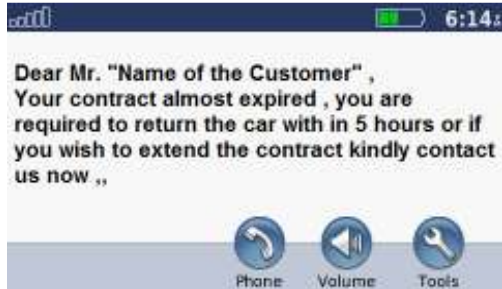 6:14
Dear Mr. "Name of the Customer" ,
Your contract almost expired , you are
required to return the car with in 5 hours or if
you wish to extend the contract kindly contact
us now ,,
Phone Volume Tools